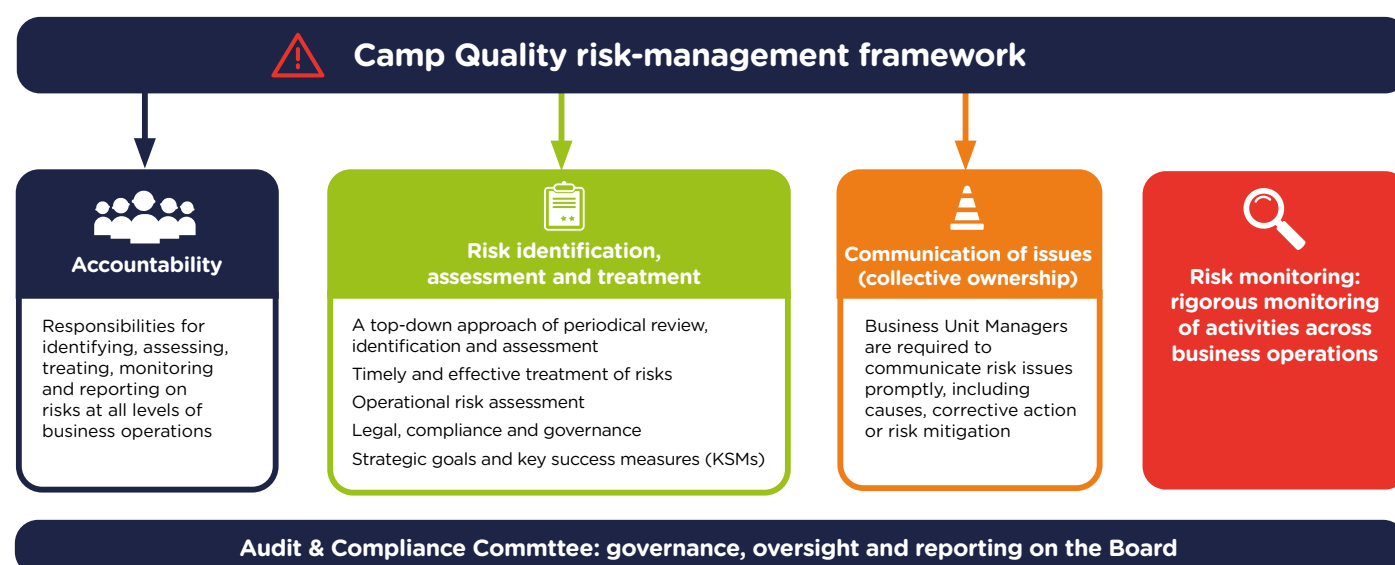 Camp Quality risk-management framework
Accountability
Responsibilities for
identifying, assessing,
treating, monitoring
and reporting on
risks at all levels of
business operations
Risk identification,
assessment and treatment
A top-down approach of periodical review,
identification and assessment
Timely and effective treatment of risks
Operational risk assessment
Legal, compliance and governance
Strategic goals and key success measures (KSMs)
Communication of issues
(collective ownership)
Business Unit Managers
are required to
communicate risk issues
promptly, including
causes, corrective action
or risk mitigation
Risk monitoring:
rigorous monitoring
of activities across
business operations
Audit & Compliance Commttee: governance, oversight and reporting on the Board